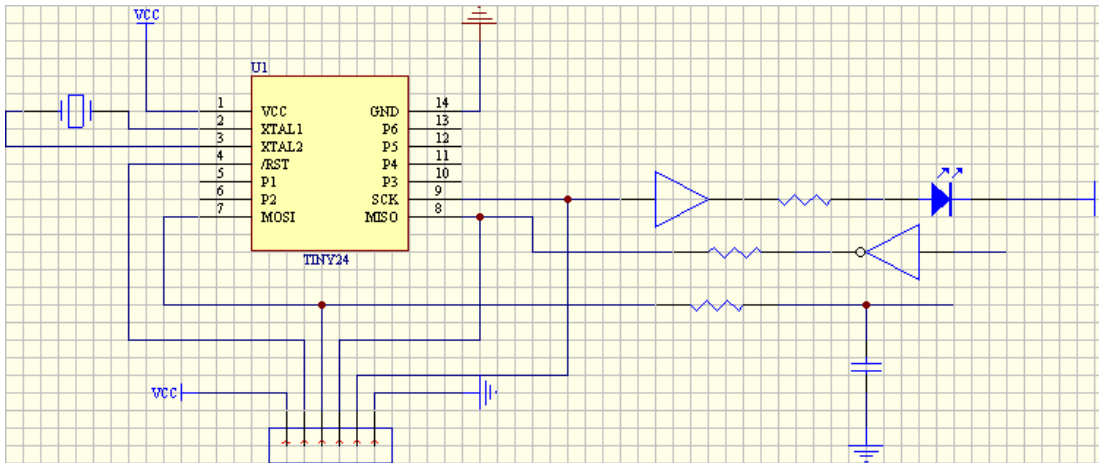 VCC
U1
1 VCC GND 14
2 XTAL1 P6 13
3 XTAL2 P5 12
4 /RST P4 11
5 P1 P3 10
6 P2 SCK 9
7 MOSI MISO 8
TINY24
VCC